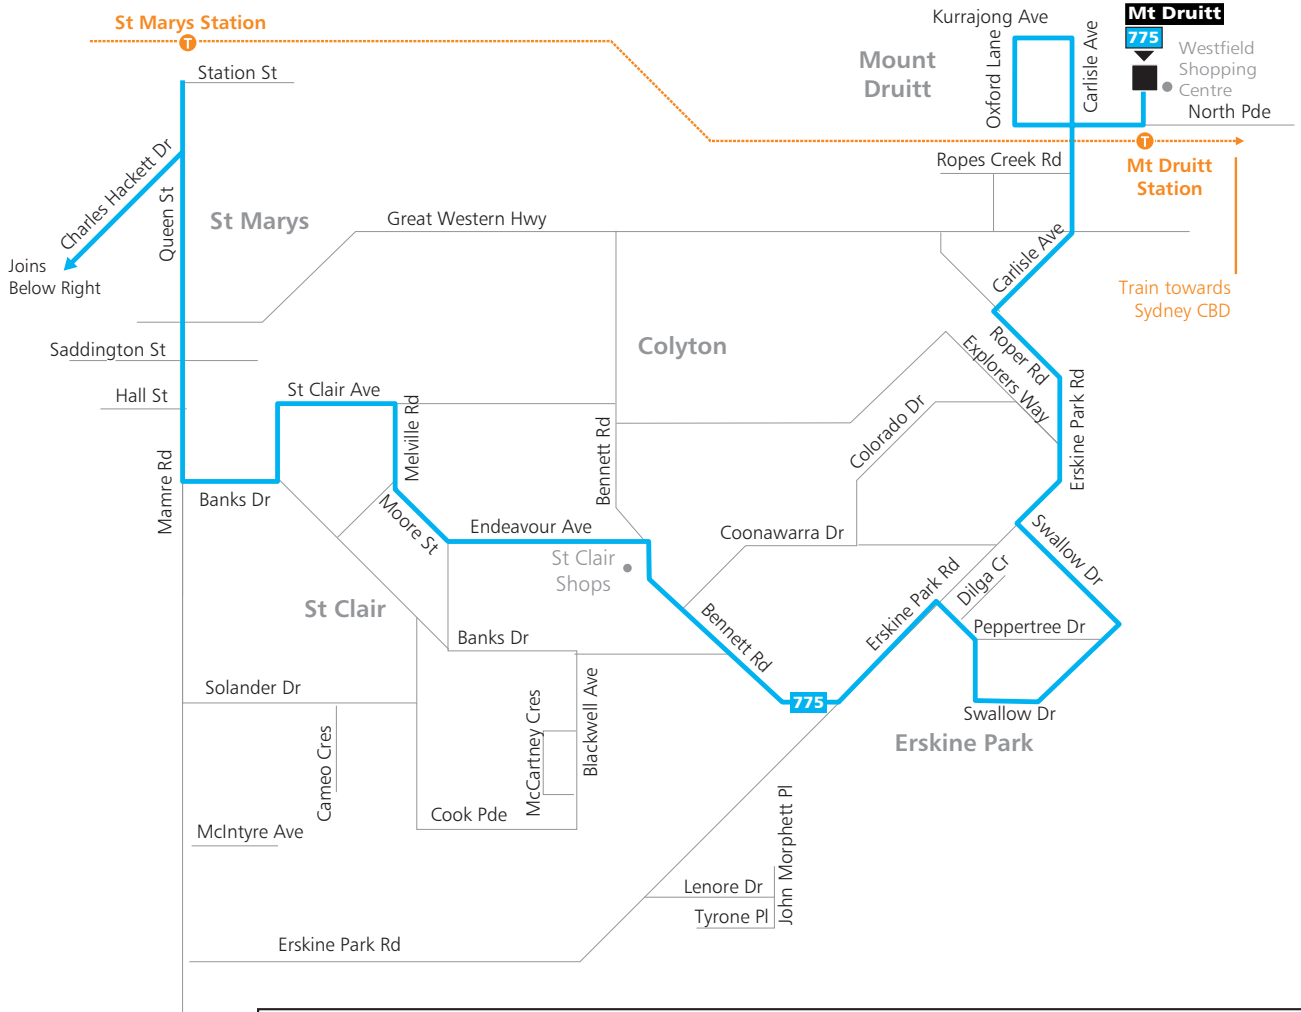 St Marys Station
T
Station St
Kurrajong Ave
Mt Druitt
775
Mount
Druitt
Oxford Lane
Carlisle Ave
Westfield
Shopping
Centre
North Pde
T
Mt Druitt
Station
Ropes Creek Rd
Charles Hackett Dr
Queen St
St Marys
Great Western Hwy
Joins
Below Right
Carlisle Ave
Train towards
Sydney CBD
Saddington St
Colyton
Roper Rd
Explorers Way
Erskine Park Rd
Hall St
St Clair Ave
Melville Rd
Bennett Rd
Colorado Dr
Mamre Rd
Banks Dr
Moore St
Endeavour Ave
Coonawarra Dr
Swallow Dr
St Clair
Shops
Erskine Park Rd
Dilga Cr
St Clair
Bennett Rd
Peppertree Dr
Banks Dr
Solander Dr
775
Swallow Dr
Erskine Park
Cameo Cres
McCartney Cres
Blackwell Ave
Cook Pde
McIntyre Ave
John Morphett Pl
Lenore Dr
Tyrone Pl
Erskine Park Rd